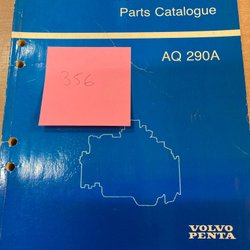 Parts Catalogue
AQ 290A
356
VOLVO
PENTA